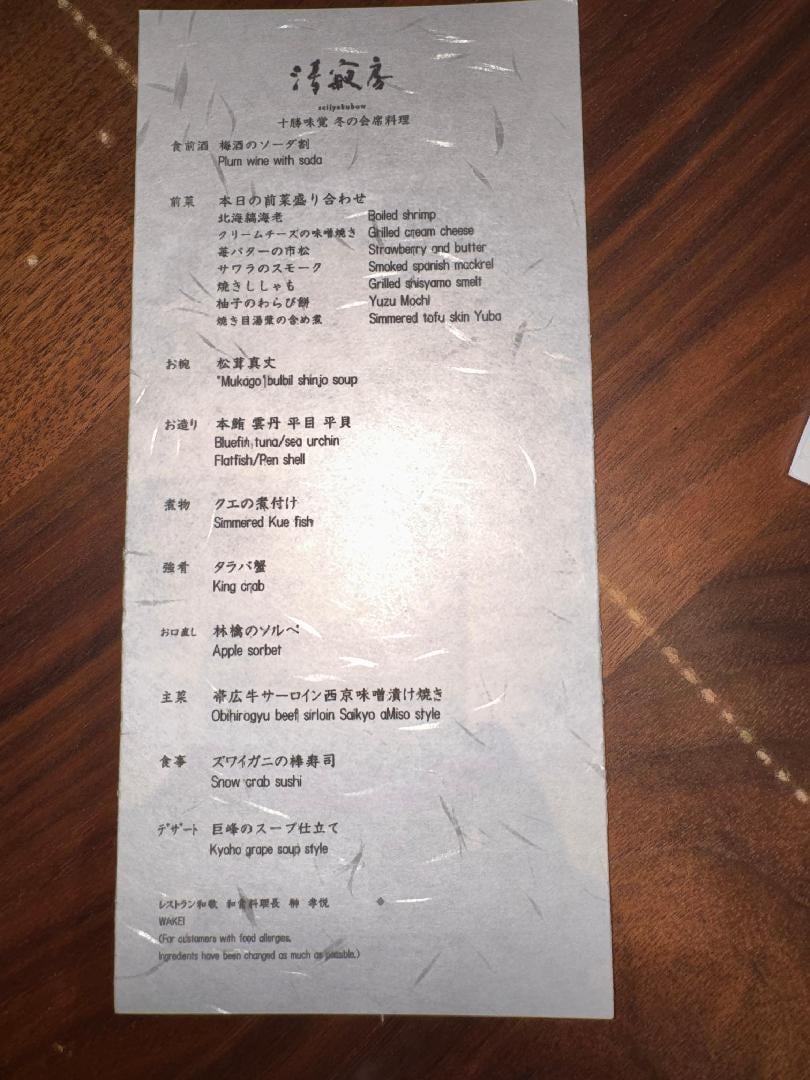 清寂房
seijyakubow
十勝味覚 冬の会席料理
食前酒 梅酒のソーダ割
Plum wine with soda
前菜 本日の前菜盛り合わせ
北海縞海老 Boiled shrimp
クリームチーズの味噌焼き Grilled cream cheese
苺バターの市松 Strawberry and butter
サワラのスモーク Smoked spanish mackrel
焼きししゃも Grilled shisyamo smelt
柚子のわらび餅 Yuzu Mochi
焼き目湯葉の含め煮 Simmered tofu skin Yuba
お椀 松茸真丈
"Mukago"bulbil shinjo soup
お造り 本鮪 雲丹 平目 平貝
Bluefin tuna/sea urchin
Flatfish/Pen shell
煮物 クエの煮付け
Simmered Kue fish
強肴 タラバ蟹
King crab
お口直し 林檎のソルベ
Apple sorbet
主菜 帯広牛サーロイン西京味噌漬け焼き
Obihirogyu beef sirloin Saikyo aMiso style
食事 ズワイガニの棒寿司
Snow crab sushi
デザート 巨峰のスープ仕立て
Kyoho grape soup style
レストラン和敬 和食料理長 榊 孝悦
WAKEI
(For customers with food allergies,
Ingredients have been changed as much as possible.)